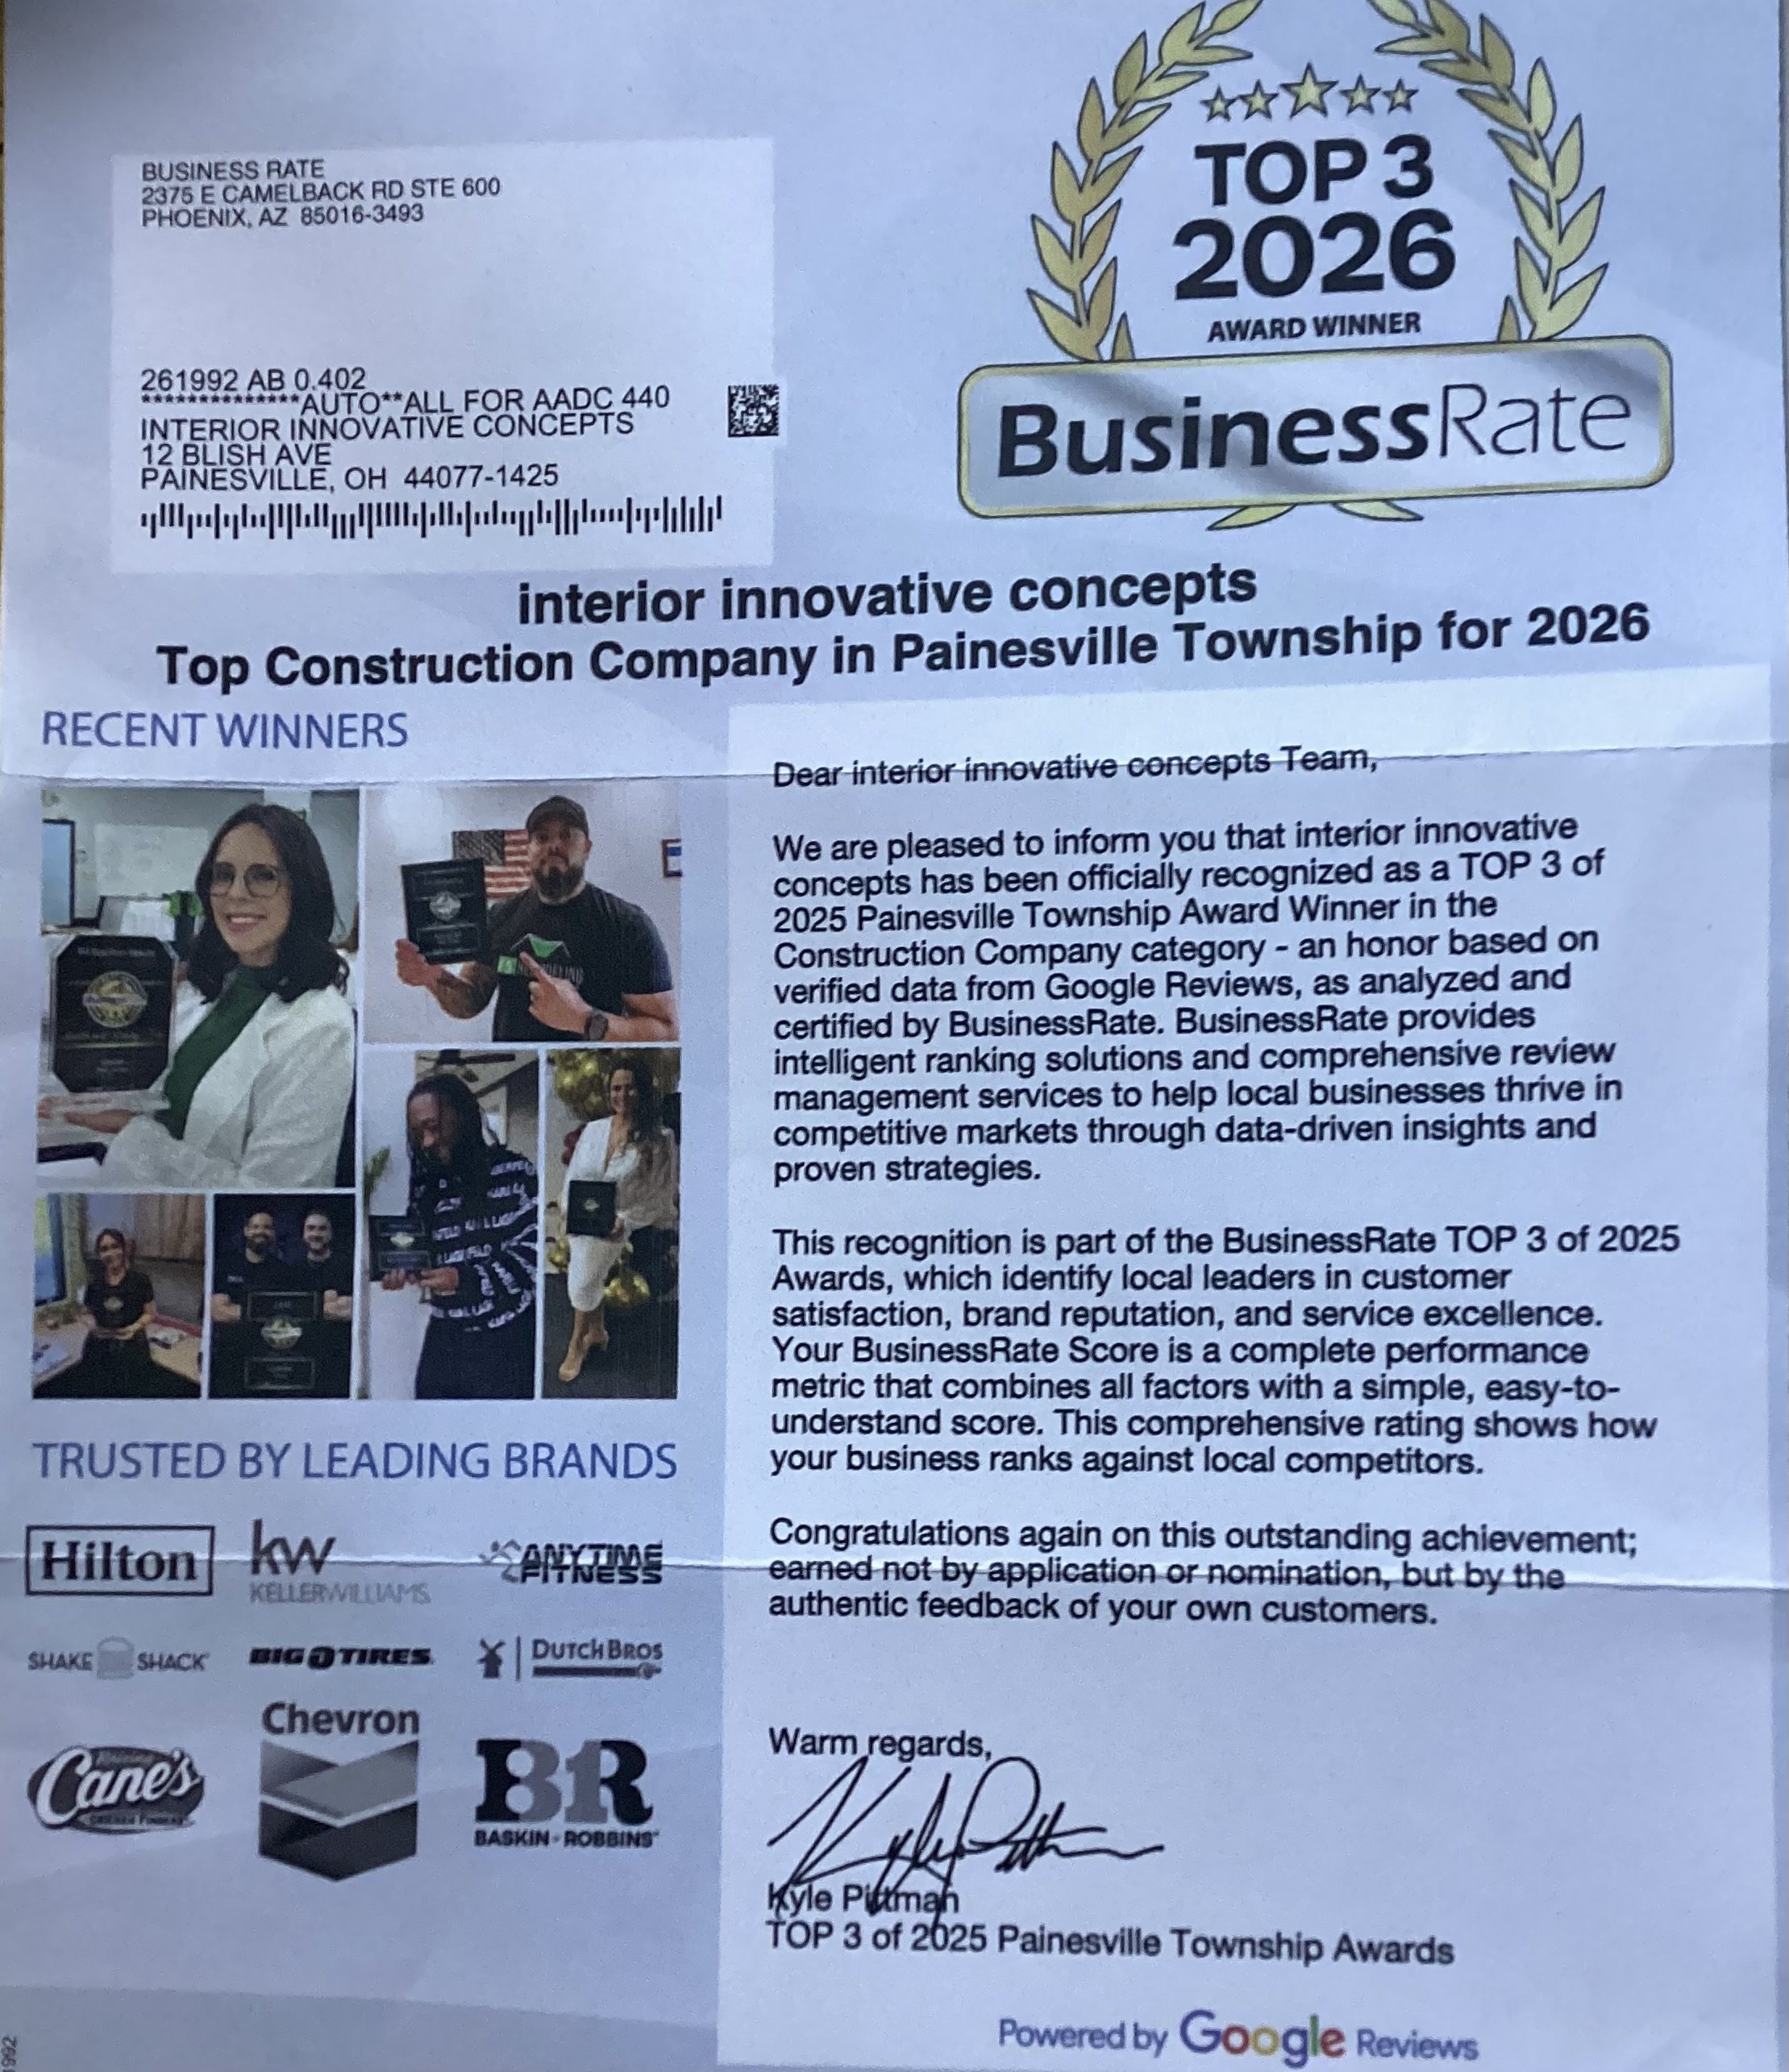 BUSINESS RATE
2375 E CAMELBACK RD STE 600
PHOENIX, AZ 85016-3493
261992 AB 0.402
**************AUTO**ALL FOR AADC 440
INTERIOR INNOVATIVE CONCEPTS
12 BLISH AVE
PAINESVILLE, OH 44077-1425
TOP 3
2026
AWARD WINNER
BusinessRate
interior innovative concepts
Top Construction Company in Painesville Township for 2026
RECENT WINNERS
TRUSTED BY LEADING BRANDS
Hilton
kw
KELLERWILLIAMS
ANYTIME
FITNESS
SHAKE SHACK
BIG O TIRES
DUTCH BROS
Raising
Cane's
CHICKEN FINGERS
Chevron
BR
BASKIN-ROBBINS
Dear interior innovative concepts Team,
We are pleased to inform you that interior innovative
concepts has been officially recognized as a TOP 3 of
2025 Painesville Township Award Winner in the
Construction Company category - an honor based on
verified data from Google Reviews, as analyzed and
certified by BusinessRate. BusinessRate provides
intelligent ranking solutions and comprehensive review
management services to help local businesses thrive in
competitive markets through data-driven insights and
proven strategies.
This recognition is part of the BusinessRate TOP 3 of 2025
Awards, which identify local leaders in customer
satisfaction, brand reputation, and service excellence.
Your BusinessRate Score is a complete performance
metric that combines all factors with a simple, easy-to-
understand score. This comprehensive rating shows how
your business ranks against local competitors.
Congratulations again on this outstanding achievement;
earned not by application or nomination, but by the
authentic feedback of your own customers.
Warm regards,
Kyle Pittman
TOP 3 of 2025 Painesville Township Awards
Powered by Google Reviews